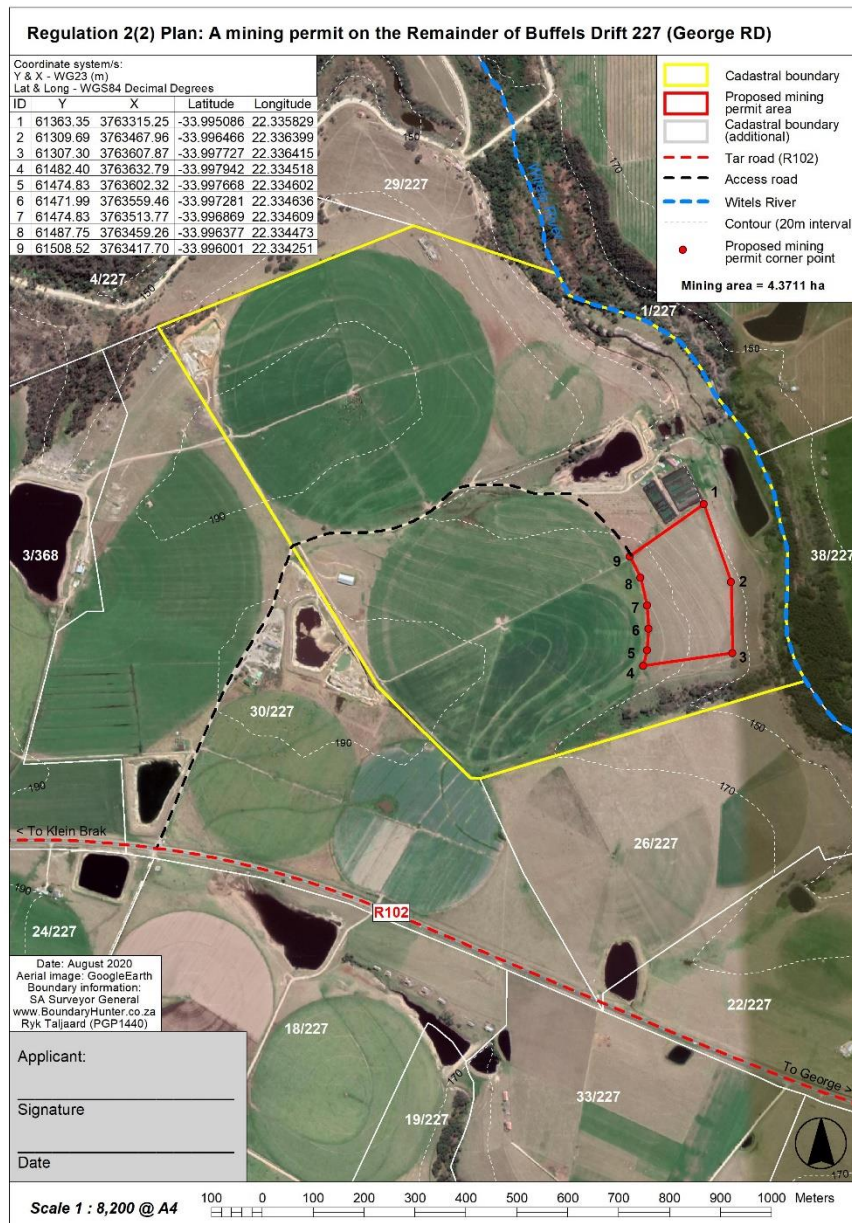 Regulation 2(2) Plan: A mining permit on the Remainder of Buffels Drift 227 (George RD)
Coordinate system/s:
Y & X - WG23 (m)
Lat & Long - WGS84 Decimal Degrees
ID Y X Latitude Longitude
1 61363.35 3763315.25 -33.995086 22.335829
2 61309.69 3763467.96 -33.996466 22.336399
3 61307.30 3763607.87 -33.997727 22.336415
4 61482.40 3763632.79 -33.997942 22.334518
5 61474.83 3763602.32 -33.997668 22.334602
6 61471.99 3763559.46 -33.997281 22.334636
7 61474.83 3763513.77 -33.996869 22.334609
8 61487.75 3763459.26 -33.996377 22.334473
9 61508.52 3763417.70 -33.996001 22.334251
Cadastral boundary
Proposed mining
permit area
Cadastral boundary
(additional)
Tar road (R102)
Access road
Witels River
Contour (20m interval
Proposed mining
permit corner point
Mining area = 4.3711 ha
150
170
29/227
4/227
150
1/227
150
190
3/368
38/227
1
2
3
4
5
6
7
8
9
30/227
190
150
170
190
< To Klein Brak
26/227
190
R102
24/227
22/227
18/227
To George >
170
33/227
19/227
170
Date: August 2020
Aerial image: GoogleEarth
Boundary information:
SA Surveyor General
www.BoundaryHunter.co.za
Ryk Taljaard (PGP1440)
Applicant:
Signature
Date
Scale 1 : 8,200 @ A4
100 0 100 200 300 400 500 600 700 800 900 1000 Meters